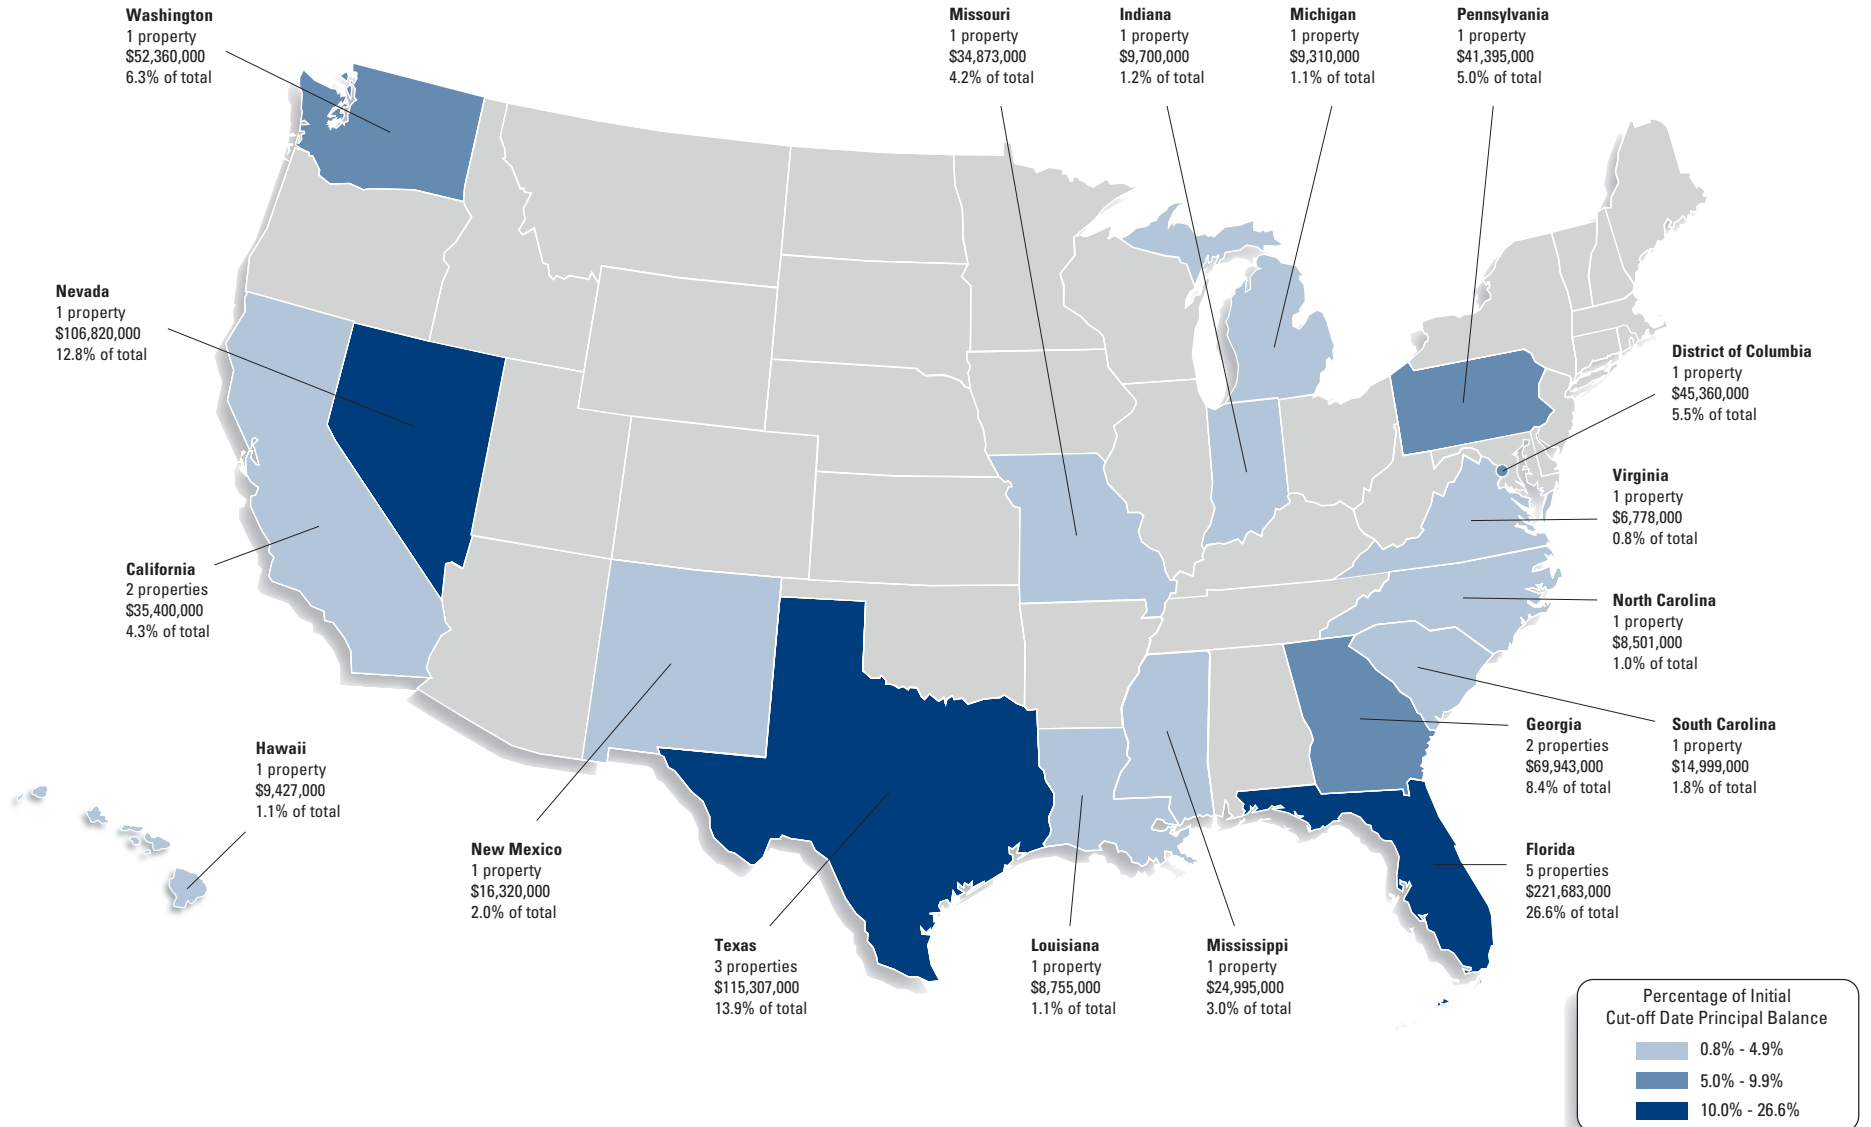 Washington
1 property
$52,360,000
6.3% of total
Missouri
1 property
$34,873,000
4.2% of total
Indiana
1 property
$9,700,000
1.2% of total
Michigan
1 property
$9,310,000
1.1% of total
Pennsylvania
1 property
$41,395,000
5.0% of total
Nevada
1 property
$106,820,000
12.8% of total
District of Columbia
1 property
$45,360,000
5.5% of total
Virginia
1 property
$6,778,000
0.8% of total
California
2 properties
$35,400,000
4.3% of total
North Carolina
1 property
$8,501,000
1.0% of total
Hawaii
1 property
$9,427,000
1.1% of total
Georgia
2 properties
$69,943,000
8.4% of total
South Carolina
1 property
$14,999,000
1.8% of total
New Mexico
1 property
$16,320,000
2.0% of total
Florida
5 properties
$221,683,000
26.6% of total
Texas
3 properties
$115,307,000
13.9% of total
Louisiana
1 property
$8,755,000
1.1% of total
Mississippi
1 property
$24,995,000
3.0% of total
Percentage of Initial
Cut-off Date Principal Balance
0.8% - 4.9%
5.0% - 9.9%
10.0% - 26.6%